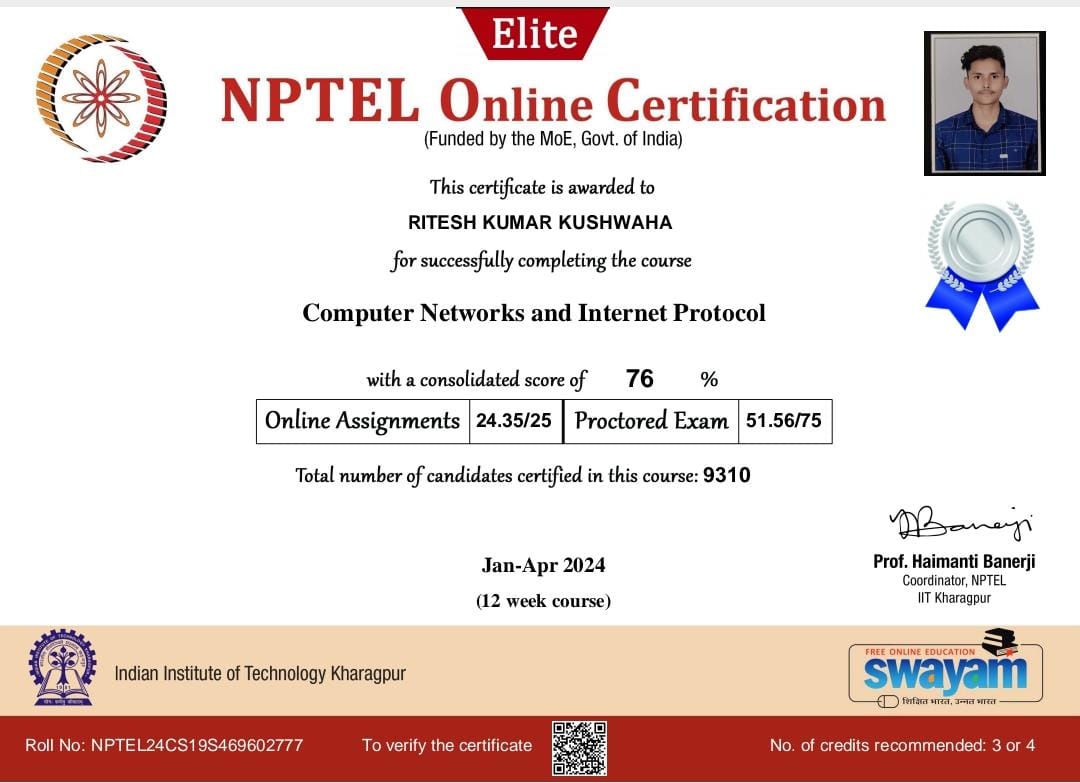 Elite
NPTEL Online Certification
(Funded by the MoE, Govt. of India)
This certificate is awarded to
RITESH KUMAR KUSHWAHA
for successfully completing the course
Computer Networks and Internet Protocol
with a consolidated score of 76 %
Online Assignments 24.35/25 Proctored Exam 51.56/75
Total number of candidates certified in this course: 9310
Jan-Apr 2024
(12 week course)
Prof. Haimanti Banerji
Coordinator, NPTEL
IIT Kharagpur
Indian Institute of Technology Kharagpur
FREE ONLINE EDUCATION
swayam
शिक्षित भारत, उन्नत भारत
Roll No: NPTEL24CS19S469602777 To verify the certificate No. of credits recommended: 3 or 4